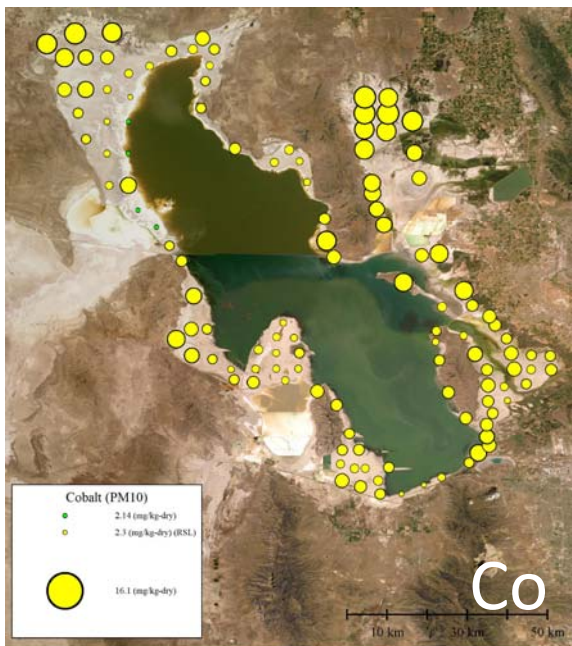 Cobalt (PM10)
2.14 (mg/kg-dry)
2.3 (mg/kg-dry) (RSL)
16.1 (mg/kg-dry)
Co
10 km 30 km 50 km